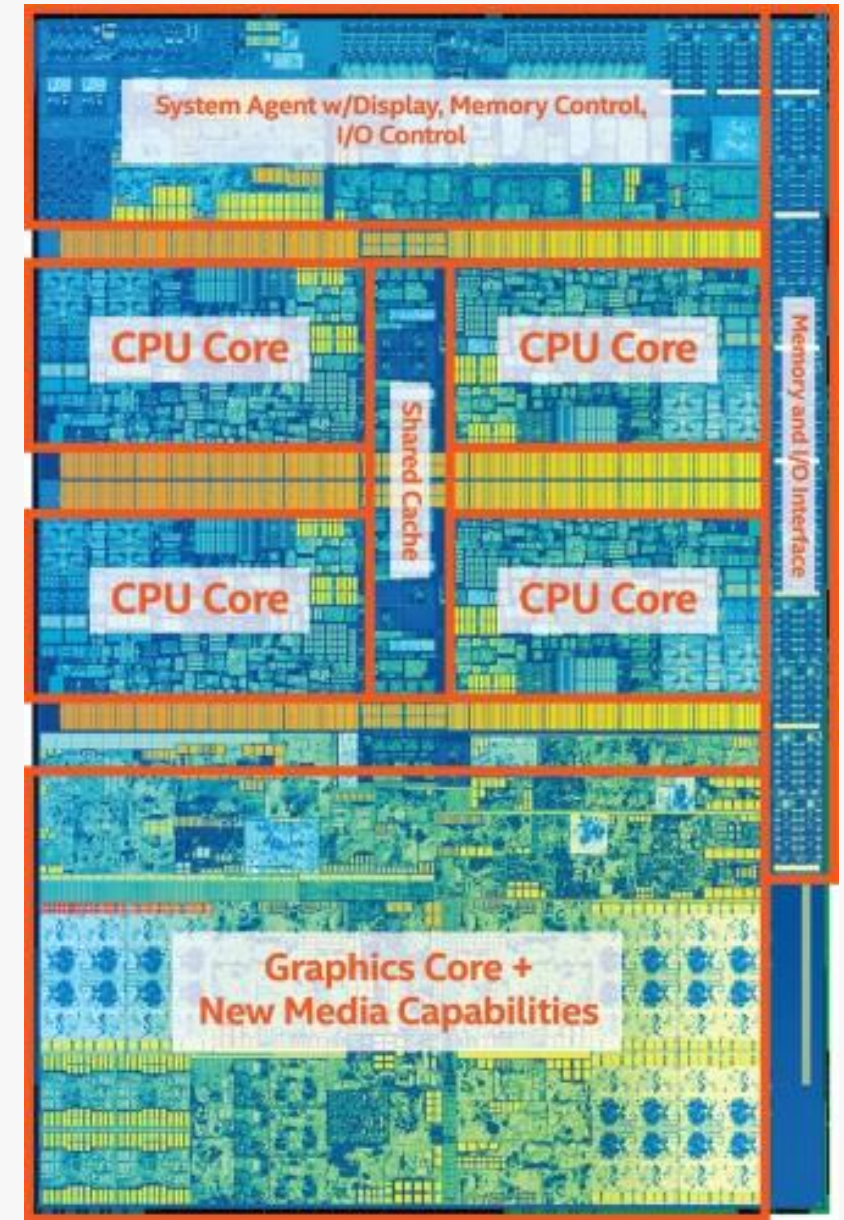 System Agent w/Display, Memory Control,
I/O Control
CPU Core
CPU Core
Shared Cache
Memory and I/O Interface
CPU Core
CPU Core
Graphics Core +
New Media Capabilities